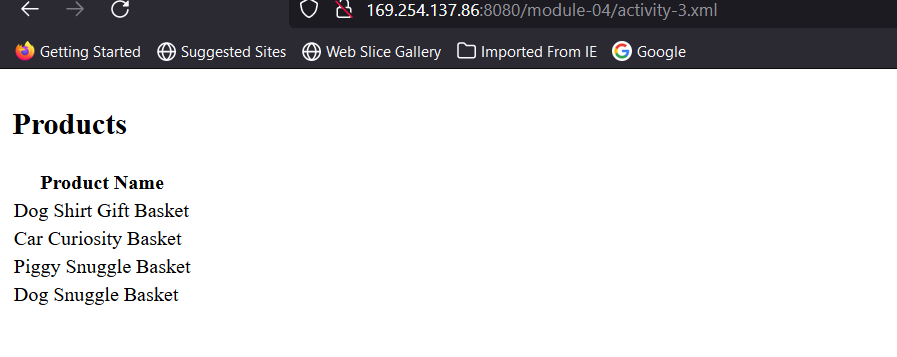 169.254.137.86:8080/module-04/activity-3.xml
Getting Started Suggested Sites Web Slice Gallery Imported From IE Google
Products
Product Name
Dog Shirt Gift Basket
Car Curiosity Basket
Piggy Snuggle Basket
Dog Snuggle Basket